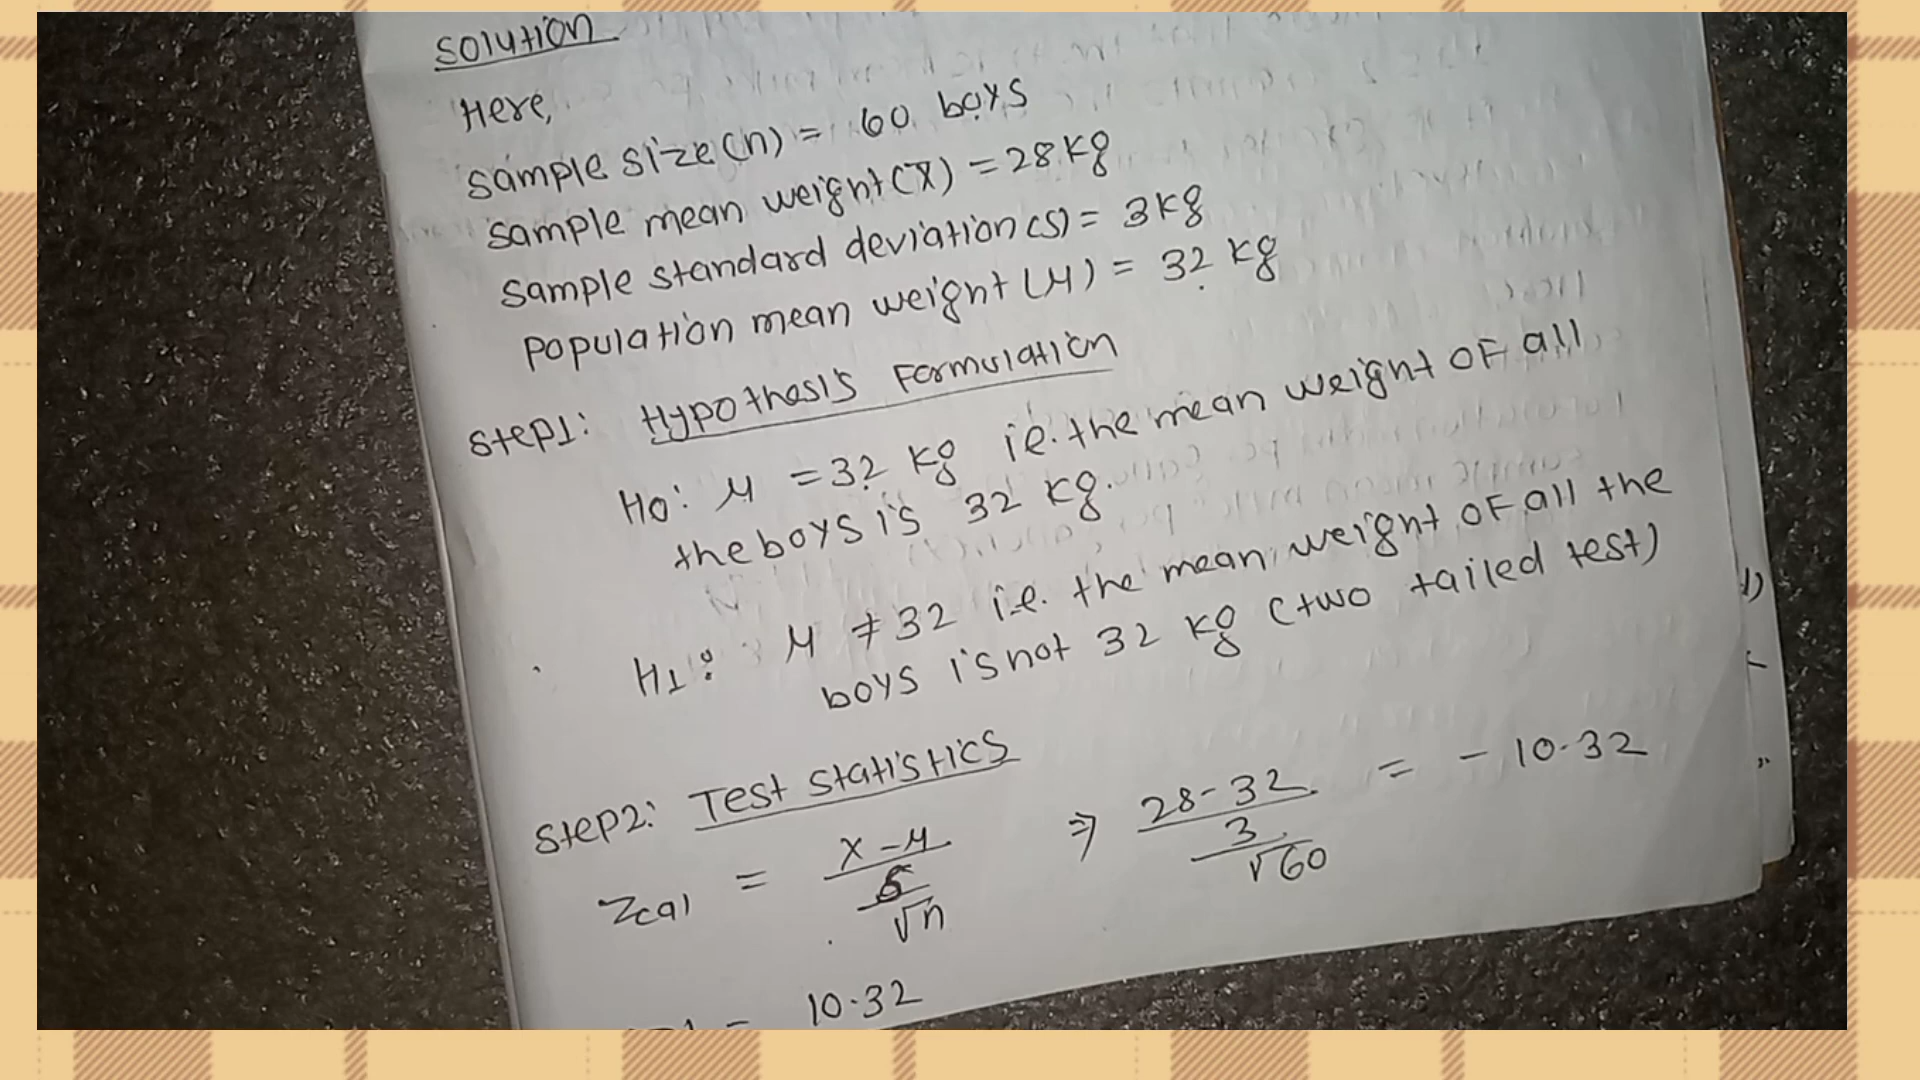 SOLUTION
Here,
sample size(n) = 60 boys
sample mean weight(X̄) = 28 kg
sample standard deviation(s) = 3 kg
population mean weight (μ) = 32 kg
step1: Hypothesis Formulation
H0: μ = 32 kg ie. the mean weight OF all
the boys is 32 kg.
H1: μ ≠ 32 i.e. the mean weight OF all the
boys is not 32 kg (two tailed test)
step2: Test Statistics
Zcal = X-μ / s/√n ⇒ 28-32 / 3/√60 = - 10.32
10.32